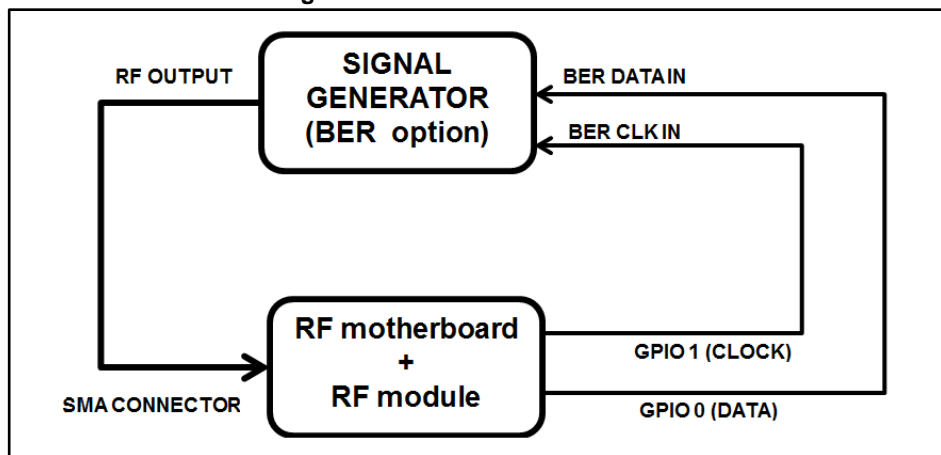 RF OUTPUT
SIGNAL
GENERATOR
(BER option)
BER DATAIN
BER CLK IN
RF motherboard
+
RF module
SMA CONNECTOR
GPIO 1 (CLOCK)
GPIO 0 (DATA)